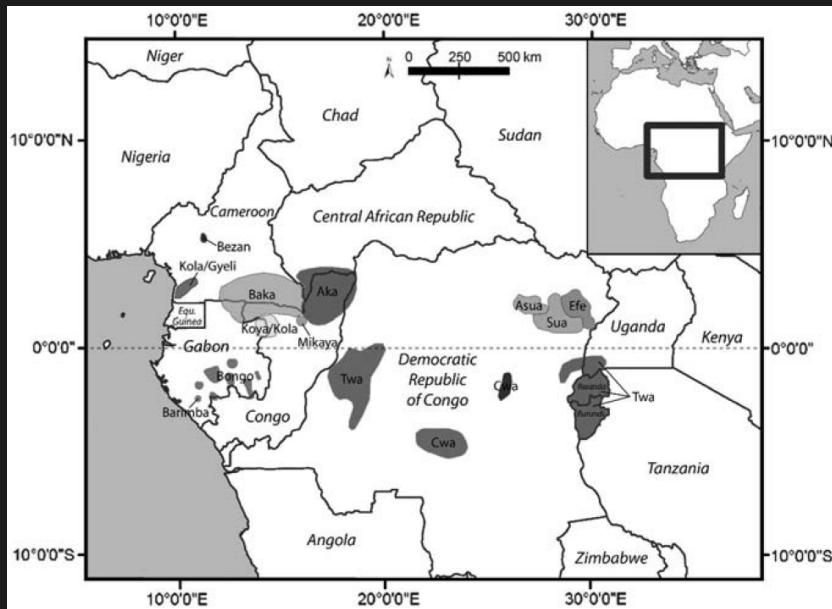 10°0'0"E
20°0'0"E
30°0'0"E
Niger
0
250
500 km
N
Chad
Sudan
10°0'0"N
10°0'0"N
Nigeria
Cameroon
Central African Republic
Bezan
Kola/Gyeli
Baka
Aka
Asua
Efe
Sua
Equ.
Guinea
Koya/Kola
Mikaya
Uganda
Kenya
0°0'0"
0°0'0"
Gabon
Democratic
Republic
of Congo
Bongo
Twa
Cwa
Rwanda
Twa
Barimba
Congo
Burundi
Cwa
Tanzania
Angola
10°0'0"S
10°0'0"S
Zimbabwe
10°0'0"E
20°0'0"E
30°0'0"E